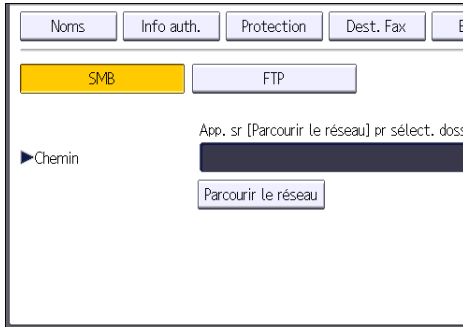 Noms Info auth. Protection Dest. Fax
SMB FTP
App. sr [Parcourir le réseau] pr sélect. doss
▶Chemin
Parcourir le réseau